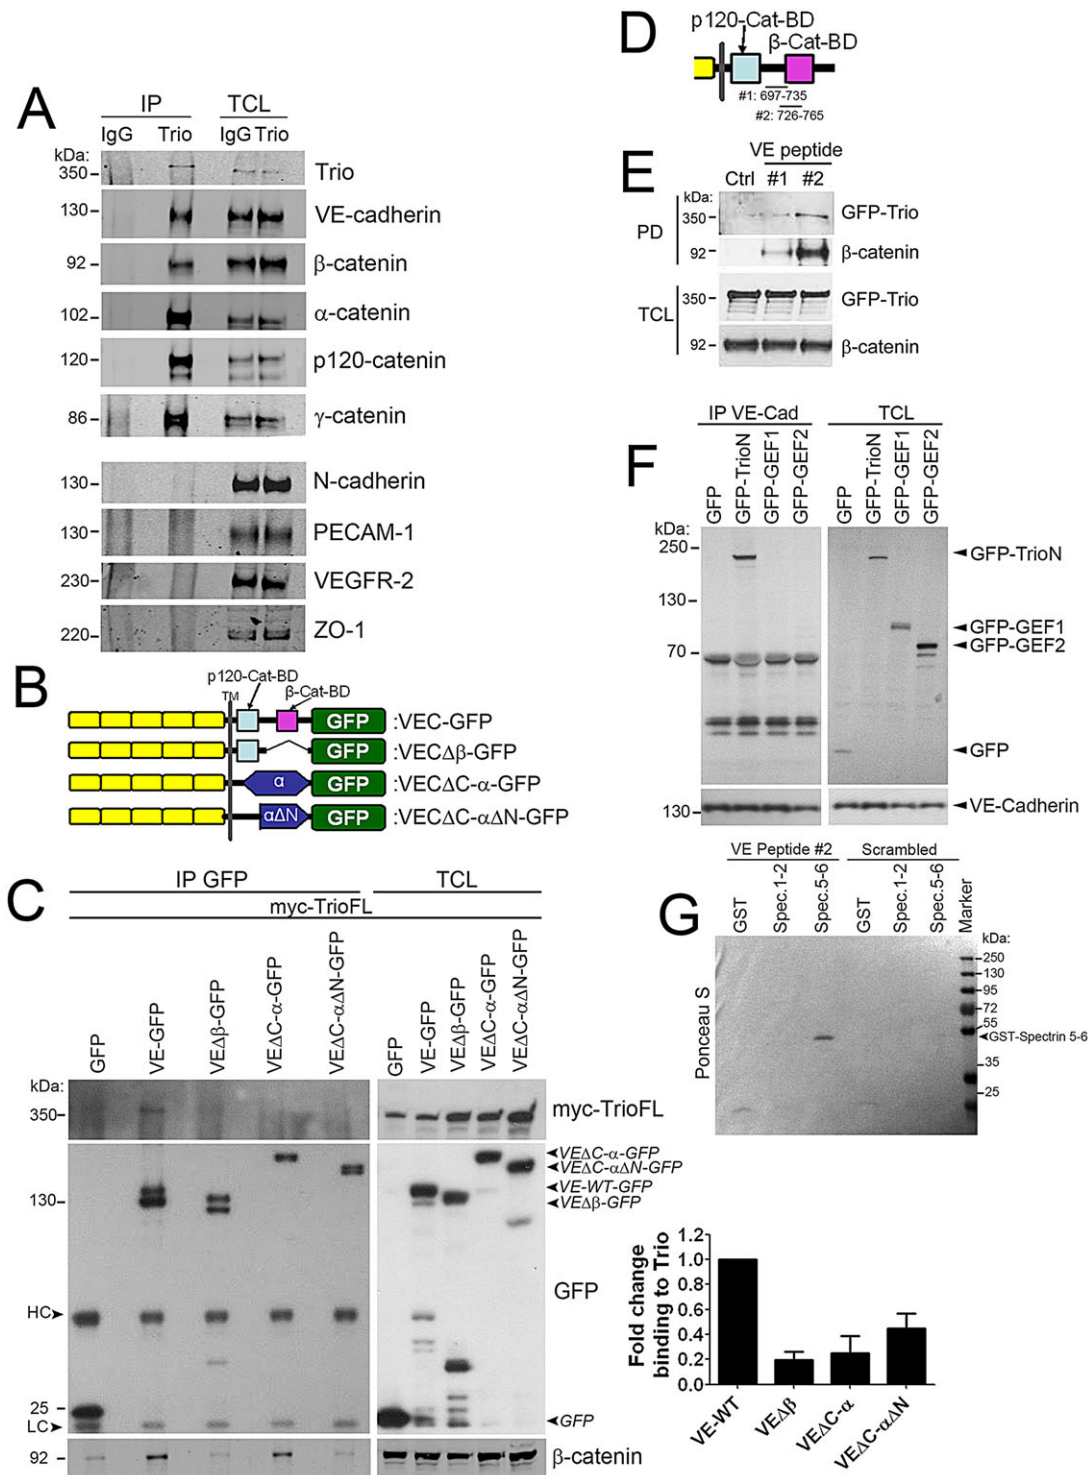 A
IP TCL
IgG Trio IgG Trio
kDa:
350 Trio
130 VE-cadherin
92 β-catenin
102 α-catenin
120 p120-catenin
86 γ-catenin
130 N-cadherin
130 PECAM-1
230 VEGFR-2
220 ZO-1
B
p120-Cat-BD
TM β-Cat-BD
GFP :VEC-GFP
GFP :VECΔβ-GFP
α GFP :VECΔC-α-GFP
αΔN GFP :VECΔC-αΔN-GFP
C
IP GFP TCL
myc-TrioFL
GFP VE-GFP VEΔβ-GFP VEΔC-α-GFP VEΔC-αΔN-GFP GFP VE-GFP VEΔβ-GFP VEΔC-α-GFP VEΔC-αΔN-GFP
kDa:
350 myc-TrioFL
VEΔC-α-GFP
VEΔC-αΔN-GFP
VE-WT-GFP
130 VEΔβ-GFP
GFP
HC
25
LC GFP
92 β-catenin
D
p120-Cat-BD
β-Cat-BD
#1: 697-735
#2: 726-765
E
VE peptide
Ctrl #1 #2
kDa:
PD
350 GFP-Trio
92 β-catenin
TCL
350 GFP-Trio
92 β-catenin
F
IP VE-Cad TCL
GFP GFP-TrioN GFP-GEF1 GFP-GEF2 GFP GFP-TrioN GFP-GEF1 GFP-GEF2
kDa:
250 GFP-TrioN
130
GFP-GEF1
70 GFP-GEF2
GFP
130 VE-Cadherin
G
VE Peptide #2 Scrambled
GST Spec.1-2 Spec.5-6 GST Spec.1-2 Spec.5-6 Marker
kDa:
Ponceau S
250
130
95
72
55
GST-Spectrin 5-6
35
25
Fold change
binding to Trio
1.2
1.0
0.8
0.6
0.4
0.2
0.0
VE-WT VEΔβ VEΔC-α VEΔC-αΔN